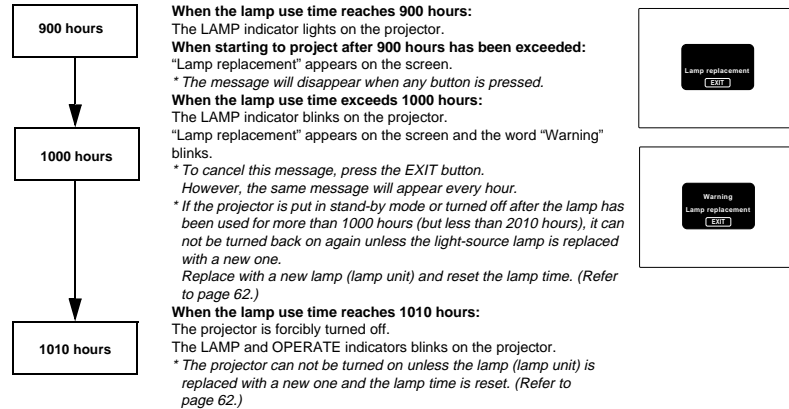 900 hours
When the lamp use time reaches 900 hours:
The LAMP indicator lights on the projector.
When starting to project after 900 hours has been exceeded:
“Lamp replacement” appears on the screen.
* The message will disappear when any button is pressed.
When the lamp use time exceeds 1000 hours:
The LAMP indicator blinks on the projector.
“Lamp replacement” appears on the screen and the word “Warning”
blinks.
* To cancel this message, press the EXIT button.
However, the same message will appear every hour.
* If the projector is put in stand-by mode or turned off after the lamp has
been used for more than 1000 hours (but less than 2010 hours), it can
not be turned back on again unless the light-source lamp is replaced
with a new one.
Replace with a new lamp (lamp unit) and reset the lamp time. (Refer
to page 62.)
When the lamp use time reaches 1010 hours:
The projector is forcibly turned off.
The LAMP and OPERATE indicators blinks on the projector.
* The projector can not be turned on unless the lamp (lamp unit) is
replaced with a new one and the lamp time is reset. (Refer to
page 62.)
1000 hours
1010 hours
Lamp replacement
EXIT
Warning
Lamp replacement
EXIT